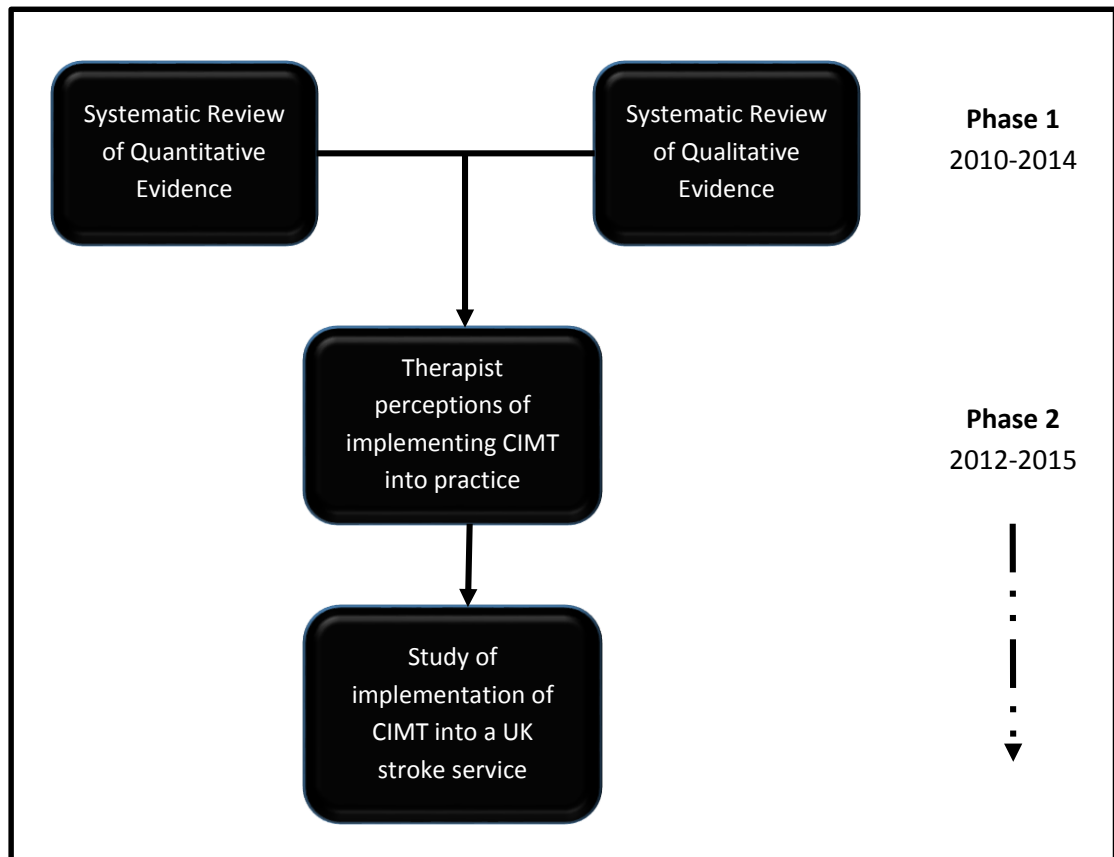 Systematic Review
of Quantitative
Evidence
Systematic Review
of Qualitative
Evidence
Phase 1
2010-2014
Therapist
perceptions of
implementing CIMT
into practice
Phase 2
2012-2015
Study of
implementation of
CIMT into a UK
stroke service